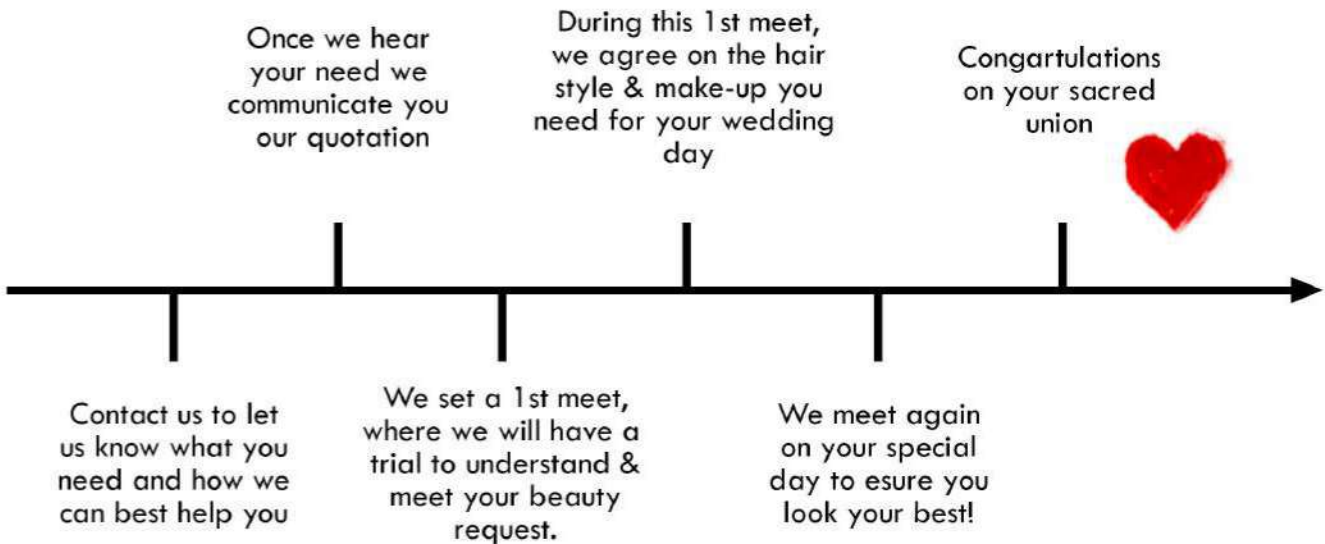 Once we hear
your need we
communicate you
our quotation
During this 1st meet,
we agree on the hair
style & make-up you
need for your wedding
day
Congartulations
on your sacred
union
Contact us to let
us know what you
need and how we
can best help you
We set a 1st meet,
where we will have a
trial to understand &
meet your beauty
request.
We meet again
on your special
day to esure you
look your best!